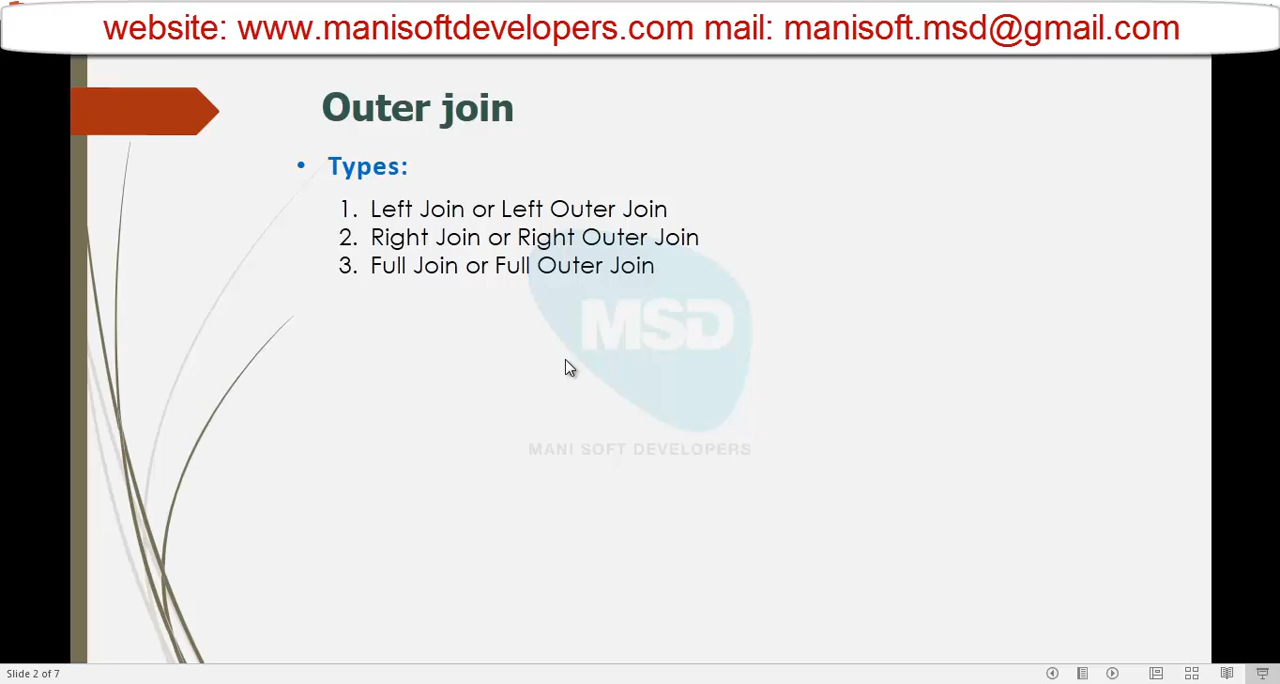 website: www.manisoftdevelopers.com mail: manisoft.msd@gmail.com
Outer join
• Types:
1. Left Join or Left Outer Join
2. Right Join or Right Outer Join
3. Full Join or Full Outer Join
MSD
MANI SOFT DEVELOPERS
Slide 2 of 7